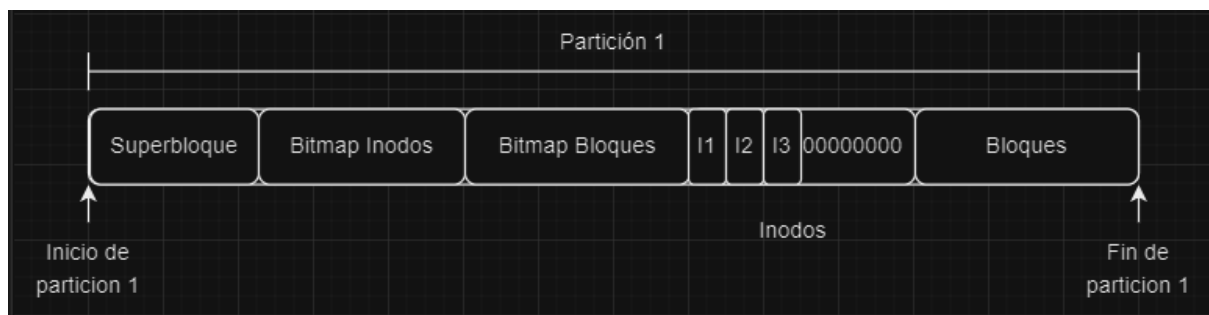 Partición 1
Superbloque
Bitmap Inodos
Bitmap Bloques
I1
I2
I3
00000000
Bloques
Inodos
Inicio de
particion 1
Fin de
particion 1